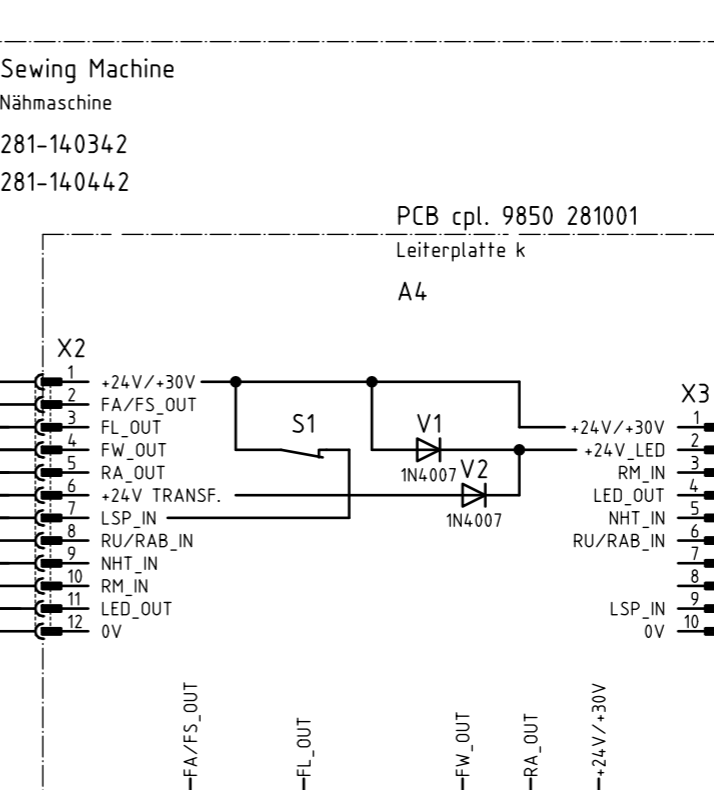 Sewing Machine
Nähmaschine
281-140342
281-140442
PCB cpl. 9850 281001
Leiterplatte k
A4
X2
1 +24V/+30V
2 FA/FS_OUT
3 FL_OUT
4 FW_OUT
5 RA_OUT
6 +24V TRANSF.
7 LSP_IN
8 RU/RAB_IN
9 NHT_IN
10 RM_IN
11 LED_OUT
12 0V
S1
V1
1N4007
V2
1N4007
X3
+24V/+30V 1
+24V_LED 2
RM_IN 3
LED_OUT 4
NHT_IN 5
RU/RAB_IN 6
7
8
LSP_IN 9
0V 10
FA/FS_OUT
FL_OUT
FW_OUT
RA_OUT
+24V/+30V